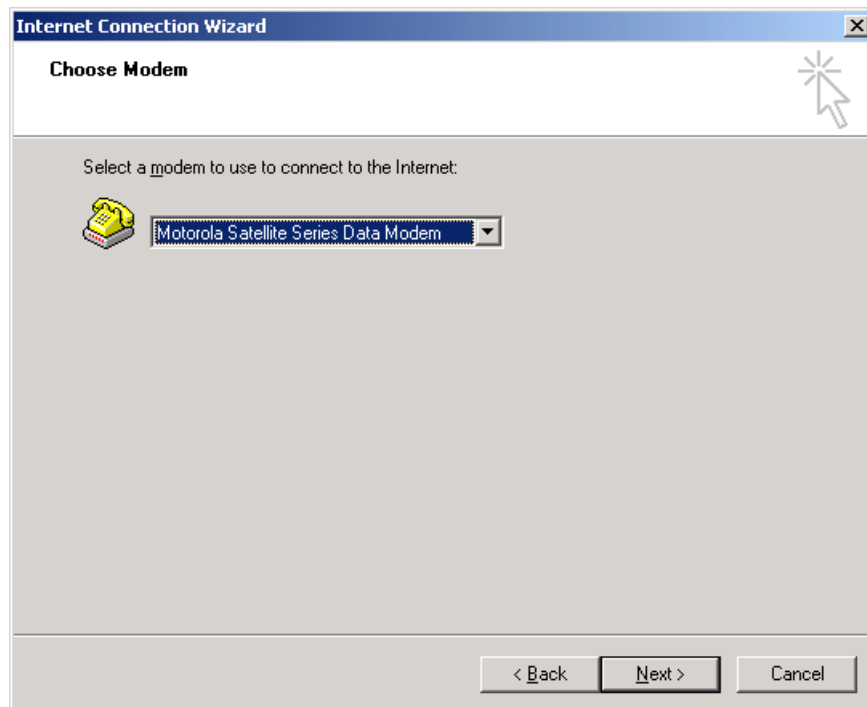 Internet Connection Wizard
Choose Modem
Select a modem to use to connect to the Internet:
Motorola Satellite Series Data Modem
< Back
Next >
Cancel